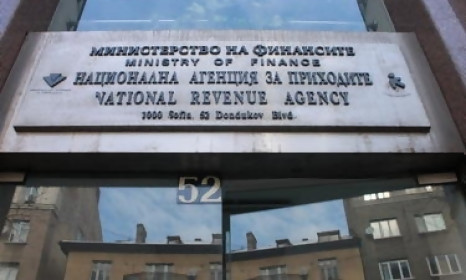 МИНИСТЕРСТВО НА ФИНАНСИТЕ
MINISTRY OF FINANCE
НАЦИОНАЛНА АГЕНЦИЯ ЗА ПРИХОДИТЕ
NATIONAL REVENUE AGENCY
1000 Sofia, 52 Dondukov Blvd
52